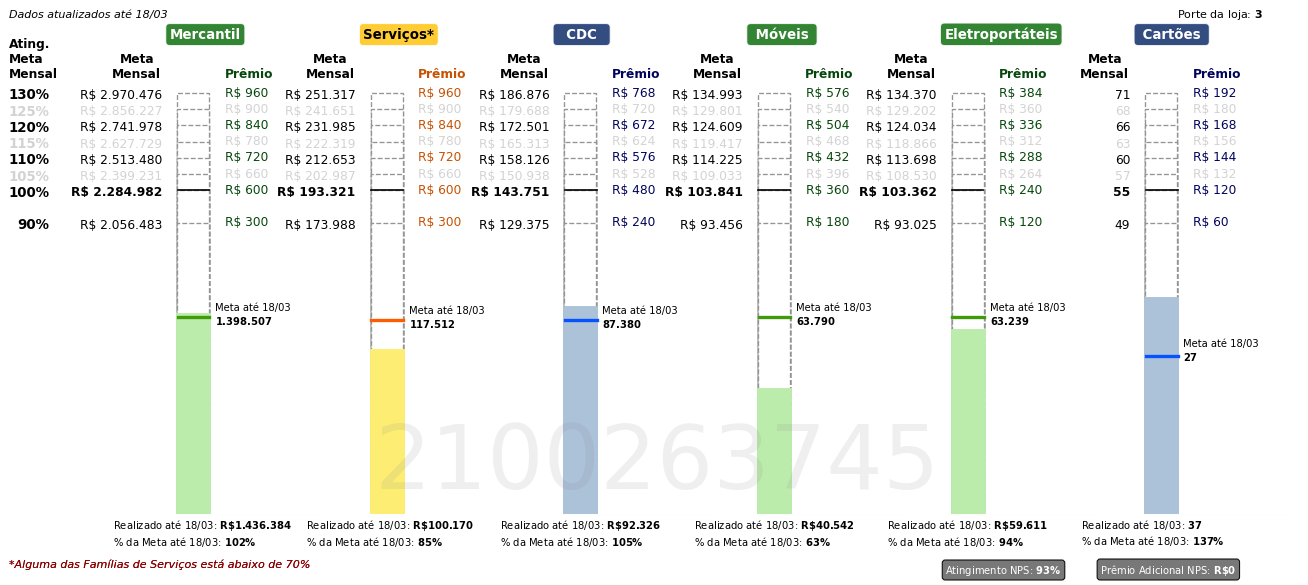 Dados atualizados até 18/03
Porte da loja: 3
Mercantil Serviços* CDC Móveis Eletroportáteis Cartões
Ating. Meta Mensal
Meta Mensal Prêmio Meta Mensal Prêmio Meta Mensal Prêmio Meta Mensal Prêmio Meta Mensal Prêmio Meta Mensal Prêmio
130% R$ 2.970.476 R$ 960 R$ 251.317 R$ 960 R$ 186.876 R$ 768 R$ 134.993 R$ 576 R$ 134.370 R$ 384 71 R$ 192
125% R$ 2.856.227 R$ 900 R$ 241.651 R$ 900 R$ 179.688 R$ 720 R$ 129.801 R$ 540 R$ 129.202 R$ 360 68 R$ 180
120% R$ 2.741.978 R$ 840 R$ 231.985 R$ 840 R$ 172.501 R$ 672 R$ 124.609 R$ 504 R$ 124.034 R$ 336 66 R$ 168
115% R$ 2.627.729 R$ 780 R$ 222.319 R$ 780 R$ 165.313 R$ 624 R$ 119.417 R$ 468 R$ 118.866 R$ 312 63 R$ 156
110% R$ 2.513.480 R$ 720 R$ 212.653 R$ 720 R$ 158.126 R$ 576 R$ 114.225 R$ 432 R$ 113.698 R$ 288 60 R$ 144
105% R$ 2.399.231 R$ 660 R$ 202.987 R$ 660 R$ 150.938 R$ 528 R$ 109.033 R$ 396 R$ 108.530 R$ 264 57 R$ 132
100% R$ 2.284.982 R$ 600 R$ 193.321 R$ 600 R$ 143.751 R$ 480 R$ 103.841 R$ 360 R$ 103.362 R$ 240 55 R$ 120
90% R$ 2.056.483 R$ 300 R$ 173.988 R$ 300 R$ 129.375 R$ 240 R$ 93.456 R$ 180 R$ 93.025 R$ 120 49 R$ 60
Meta até 18/03 Meta até 18/03 Meta até 18/03 Meta até 18/03 Meta até 18/03
1.398.507 117.512 87.380 63.790 63.239
Meta até 18/03
27
2100263745
Realizado até 18/03: R$1.436.384 Realizado até 18/03: R$100.170 Realizado até 18/03: R$92.326 Realizado até 18/03: R$40.542 Realizado até 18/03: R$59.611 Realizado até 18/03: 37
% da Meta até 18/03: 102% % da Meta até 18/03: 85% % da Meta até 18/03: 105% % da Meta até 18/03: 63% % da Meta até 18/03: 94% % da Meta até 18/03: 137%
*Alguma das Famílias de Serviços está abaixo de 70%
Atingimento NPS: 93% Prêmio Adicional NPS: R$0